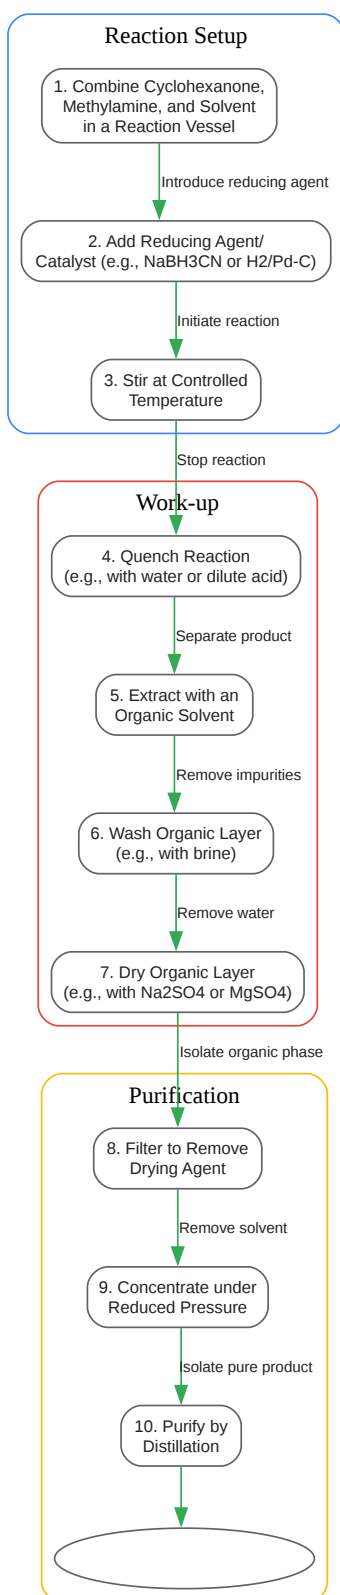 Reaction Setup
1. Combine Cyclohexanone,
Methylamine, and Solvent
in a Reaction Vessel
Introduce reducing agent
2. Add Reducing Agent/
Catalyst (e.g., NaBH3CN or H2/Pd-C)
Initiate reaction
3. Stir at Controlled
Temperature
Stop reaction
Work-up
4. Quench Reaction
(e.g., with water or dilute acid)
Separate product
5. Extract with an
Organic Solvent
Remove impurities
6. Wash Organic Layer
(e.g., with brine)
Remove water
7. Dry Organic Layer
(e.g., with Na2SO4 or MgSO4)
Isolate organic phase
Purification
8. Filter to Remove
Drying Agent
Remove solvent
9. Concentrate under
Reduced Pressure
Isolate pure product
10. Purify by
Distillation